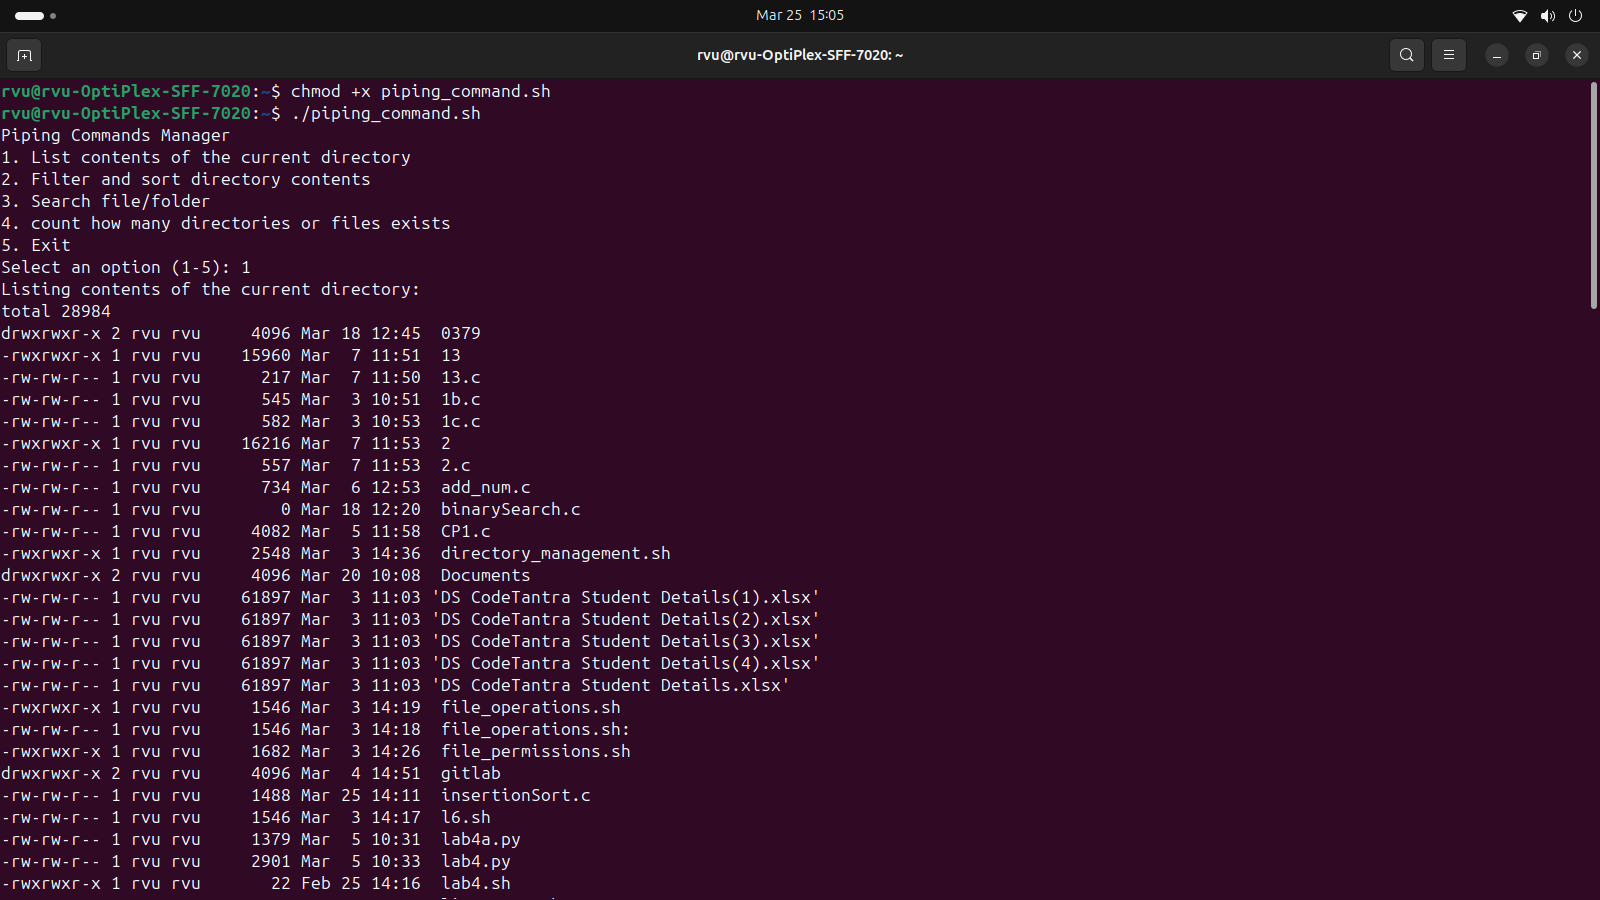 Mar 25 15:05
rvu@rvu-OptiPlex-SFF-7020: ~
rvu@rvu-OptiPlex-SFF-7020:~$ chmod +x piping_command.sh
rvu@rvu-OptiPlex-SFF-7020:~$ ./piping_command.sh
Piping Commands Manager
1. List contents of the current directory
2. Filter and sort directory contents
3. Search file/folder
4. count how many directories or files exists
5. Exit
Select an option (1-5): 1
Listing contents of the current directory:
total 28984
drwxrwxr-x 2 rvu rvu     4096 Mar 18 12:45  0379
-rwxrwxr-x 1 rvu rvu    15960 Mar  7 11:51  13
-rw-rw-r-- 1 rvu rvu      217 Mar  7 11:50  13.c
-rw-rw-r-- 1 rvu rvu      545 Mar  3 10:51  1b.c
-rw-rw-r-- 1 rvu rvu      582 Mar  3 10:53  1c.c
-rwxrwxr-x 1 rvu rvu    16216 Mar  7 11:53  2
-rw-rw-r-- 1 rvu rvu      557 Mar  7 11:53  2.c
-rw-rw-r-- 1 rvu rvu      734 Mar  6 12:53  add_num.c
-rw-rw-r-- 1 rvu rvu        0 Mar 18 12:20  binarySearch.c
-rw-rw-r-- 1 rvu rvu     4082 Mar  5 11:58  CP1.c
-rwxrwxr-x 1 rvu rvu     2548 Mar  3 14:36  directory_management.sh
drwxrwxr-x 2 rvu rvu     4096 Mar 20 10:08  Documents
-rw-rw-r-- 1 rvu rvu    61897 Mar  3 11:03 'DS CodeTantra Student Details(1).xlsx'
-rw-rw-r-- 1 rvu rvu    61897 Mar  3 11:03 'DS CodeTantra Student Details(2).xlsx'
-rw-rw-r-- 1 rvu rvu    61897 Mar  3 11:03 'DS CodeTantra Student Details(3).xlsx'
-rw-rw-r-- 1 rvu rvu    61897 Mar  3 11:03 'DS CodeTantra Student Details(4).xlsx'
-rw-rw-r-- 1 rvu rvu    61897 Mar  3 11:03 'DS CodeTantra Student Details.xlsx'
-rwxrwxr-x 1 rvu rvu     1546 Mar  3 14:19  file_operations.sh
-rw-rw-r-- 1 rvu rvu     1546 Mar  3 14:18  file_operations.sh:
-rwxrwxr-x 1 rvu rvu     1682 Mar  3 14:26  file_permissions.sh
drwxrwxr-x 2 rvu rvu     4096 Mar  4 14:51  gitlab
-rw-rw-r-- 1 rvu rvu     1488 Mar 25 14:11  insertionSort.c
-rw-rw-r-- 1 rvu rvu     1546 Mar  3 14:17  l6.sh
-rw-rw-r-- 1 rvu rvu     1379 Mar  5 10:31  lab4a.py
-rw-rw-r-- 1 rvu rvu     2901 Mar  5 10:33  lab4.py
-rwxrwxr-x 1 rvu rvu       22 Feb 25 14:16  lab4.sh